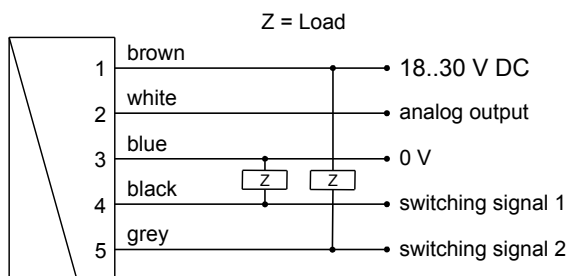 Z = Load
brown
1 18..30 V DC
white
2 analog output
blue
3 0 V
Z Z
black
4 switching signal 1
grey
5 switching signal 2